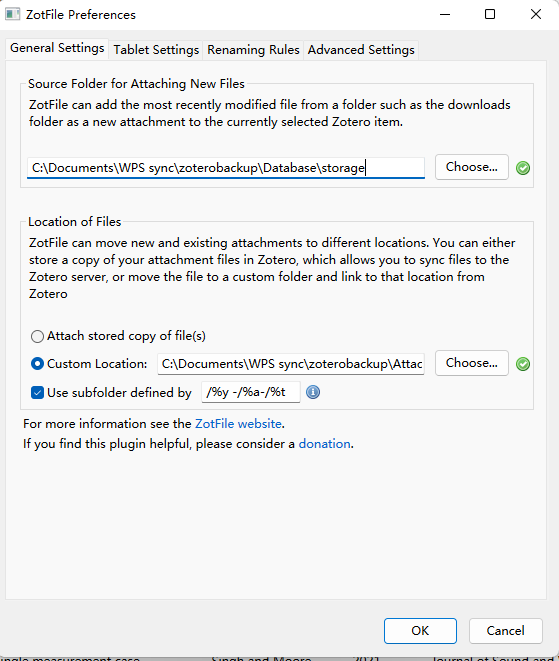 ZotFile Preferences
General Settings Tablet Settings Renaming Rules Advanced Settings
Source Folder for Attaching New Files
ZotFile can add the most recently modified file from a folder such as the downloads
folder as a new attachment to the currently selected Zotero item.
C:\Documents\WPS sync\zoterobackup\Database\storage Choose...
Location of Files
ZotFile can move new and existing attachments to different locations. You can either
store a copy of your attachment files in Zotero, which allows you to sync files to the
Zotero server, or move the file to a custom folder and link to that location from
Zotero
Attach stored copy of file(s)
Custom Location: C:\Documents\WPS sync\zoterobackup\Attac Choose...
Use subfolder defined by /%y -/%a-/%t
For more information see the ZotFile website.
If you find this plugin helpful, please consider a donation.
OK Cancel
measurement case Singh and Moore 2021 Journal of Sound and